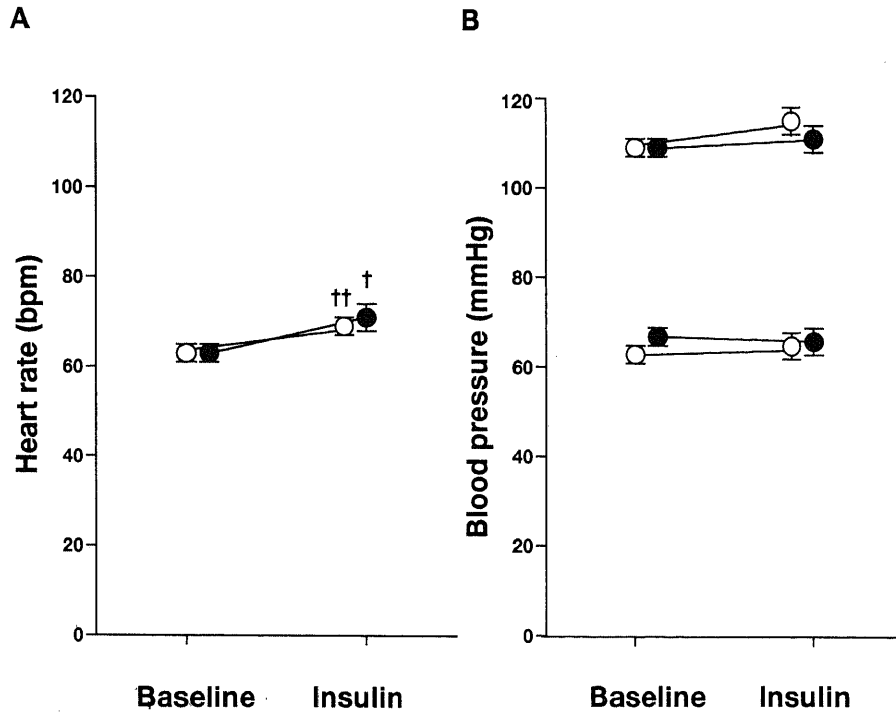 A
B
120
100
80
60
40
20
0
Heart rate (bpm)
††
†
Baseline
Insulin
120
100
80
60
40
20
0
Blood pressure (mmHg)
Baseline
Insulin